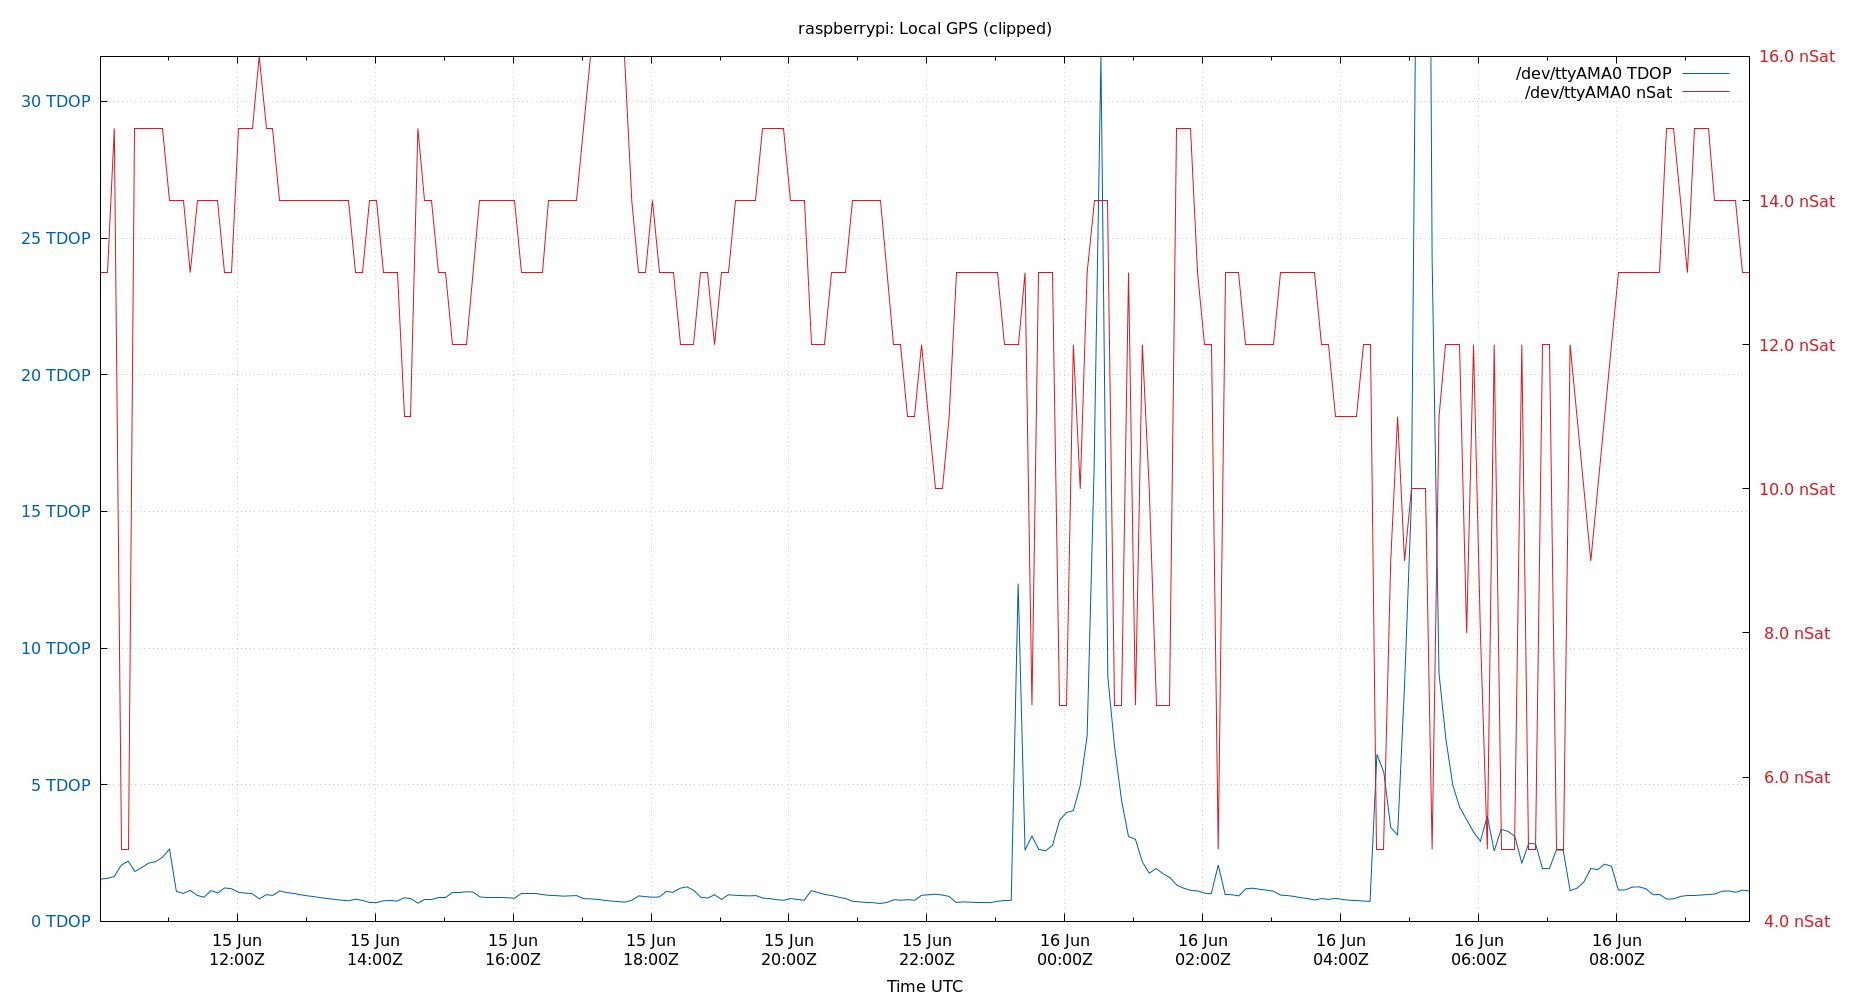 raspberrypi: Local GPS (clipped)
/dev/ttyAMA0 TDOP
/dev/ttyAMA0 nSat
30 TDOP
25 TDOP
20 TDOP
15 TDOP
10 TDOP
5 TDOP
0 TDOP
16.0 nSat
14.0 nSat
12.0 nSat
10.0 nSat
8.0 nSat
6.0 nSat
4.0 nSat
15 Jun
12:00Z
15 Jun
14:00Z
15 Jun
16:00Z
15 Jun
18:00Z
15 Jun
20:00Z
15 Jun
22:00Z
16 Jun
00:00Z
16 Jun
02:00Z
16 Jun
04:00Z
16 Jun
06:00Z
16 Jun
08:00Z
Time UTC